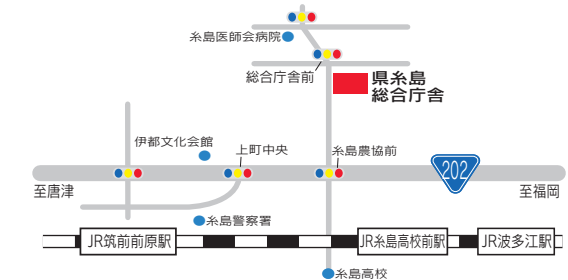 糸島医師会病院
総合庁舎前
県糸島
総合庁舎
伊都文化会館
上町中央
糸島農協前
202
至唐津
至福岡
糸島警察署
JR筑前前原駅
JR糸島高校前駅
JR波多江駅
糸島高校